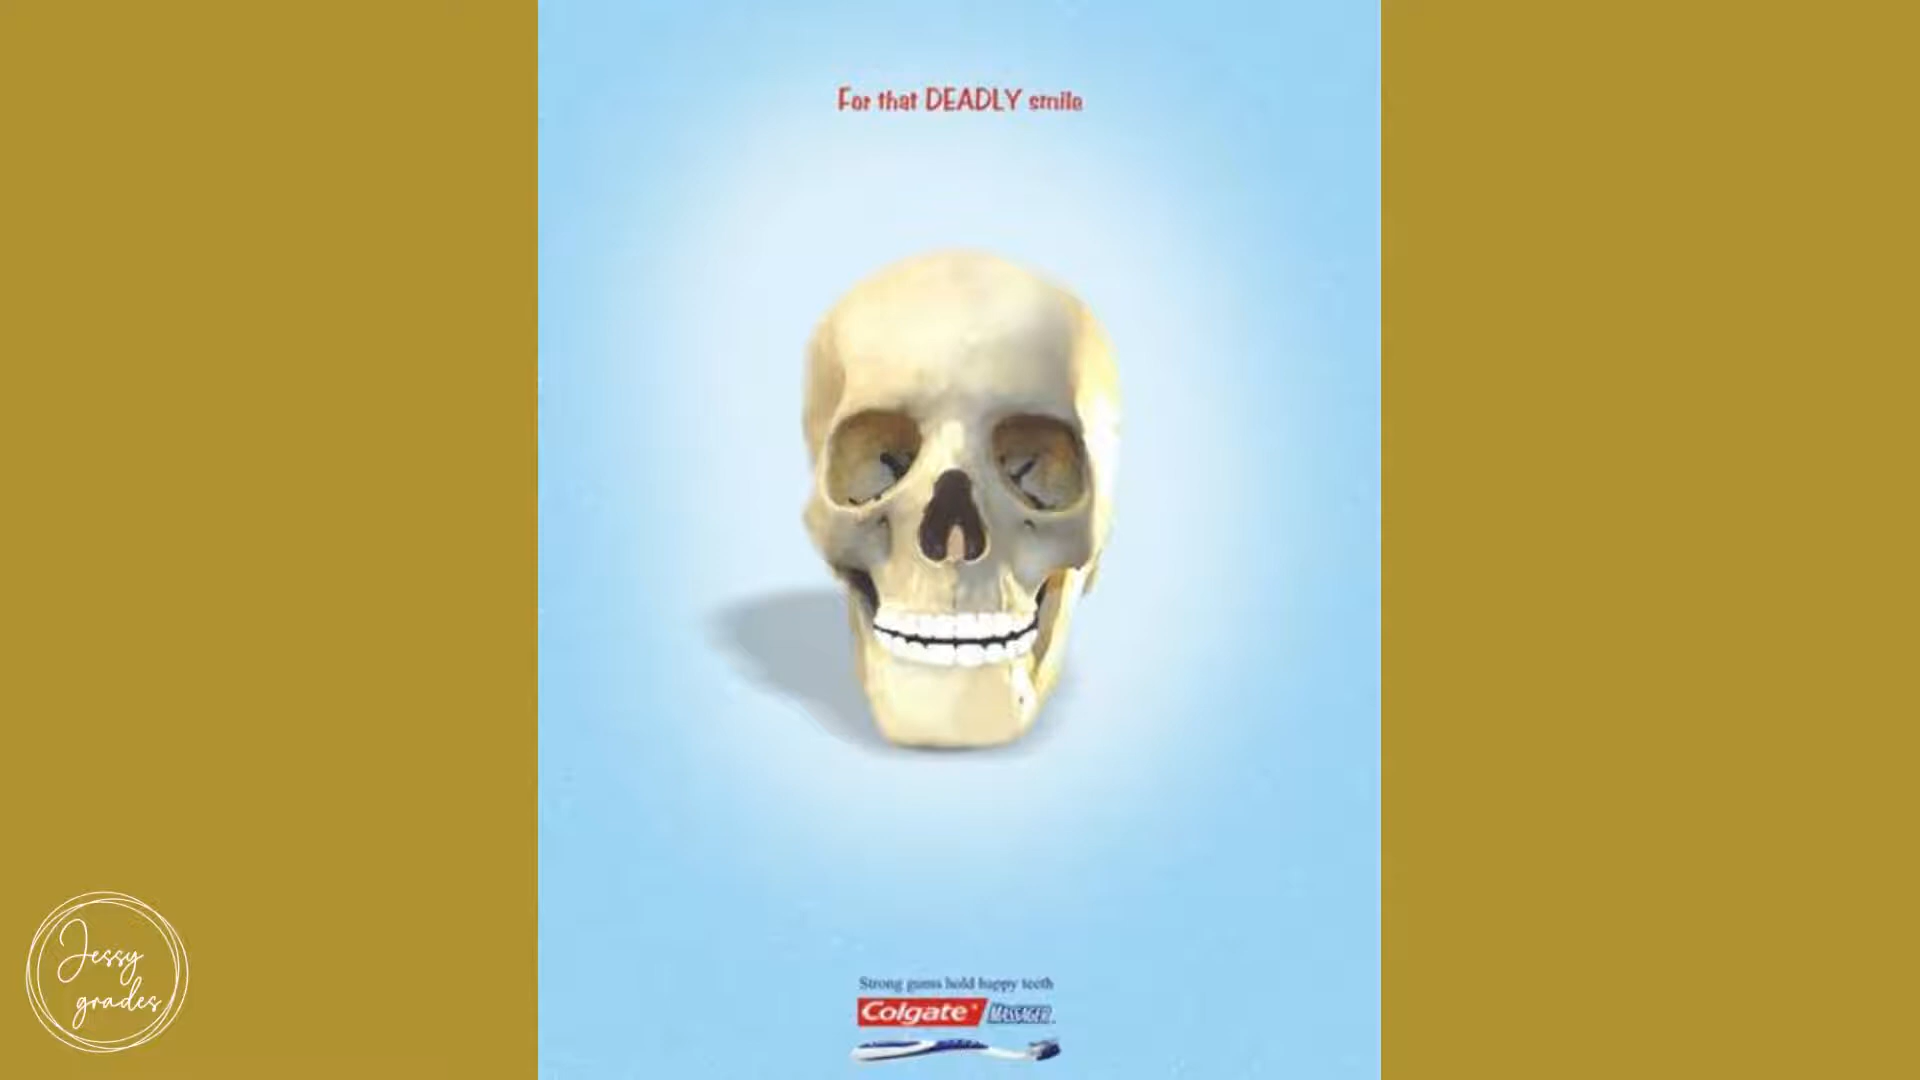 For that DEADLY smile
Strong gums hold happy teeth
Colgate® MASSAGER
Jessy
grades